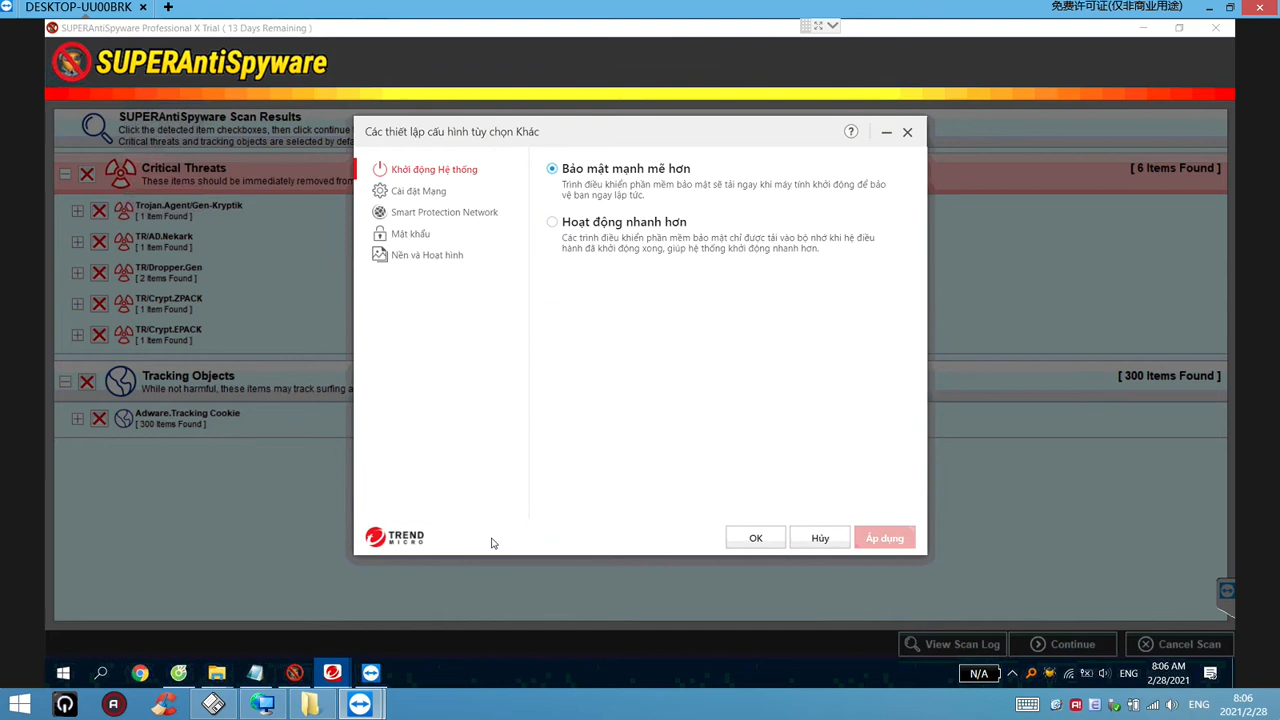 DESKTOP-UU00BRK
免费许可证(仅非商业用途)
SUPERAntiSpyware Professional X Trial ( 13 Days Remaining )
SUPERAntiSpyware
SUPERAntiSpyware Scan Results
Click the detected item checkboxes, then click continue
Critical threats and tracking objects are selected by defa
Critical Threats
[ 6 Items Found ]
These items should be immediately removed from
Trojan.Agent/Gen-Kryptik
[ 1 Item Found ]
TR/AD.Nekark
[ 1 Item Found ]
TR/Dropper.Gen
[ 2 Items Found ]
TR/Crypt.ZPACK
[ 1 Item Found ]
TR/Crypt.EPACK
[ 1 Item Found ]
Tracking Objects
[ 300 Items Found ]
While not harmful, these items may track surfing a
Adware.Tracking Cookie
[ 300 Items Found ]
Các thiết lập cấu hình tùy chọn Khác
?
Khởi động Hệ thống
Cài đặt Mạng
Smart Protection Network
Mật khẩu
Nền và Hoạt hình
Bảo mật mạnh mẽ hơn
Trình điều khiển phần mềm bảo mật sẽ tải ngay khi máy tính khởi động để bảo
vệ bạn ngay lập tức.
Hoạt động nhanh hơn
Các trình điều khiển phần mềm bảo mật chỉ được tải vào bộ nhớ khi hệ điều
hành đã khởi động xong, giúp hệ thống khởi động nhanh hơn.
TREND
MICRO
OK
Hủy
Áp dụng
View Scan Log
Continue
Cancel Scan
N/A
ENG
8:06 AM
2/28/2021
ENG
8:06
2021/2/28